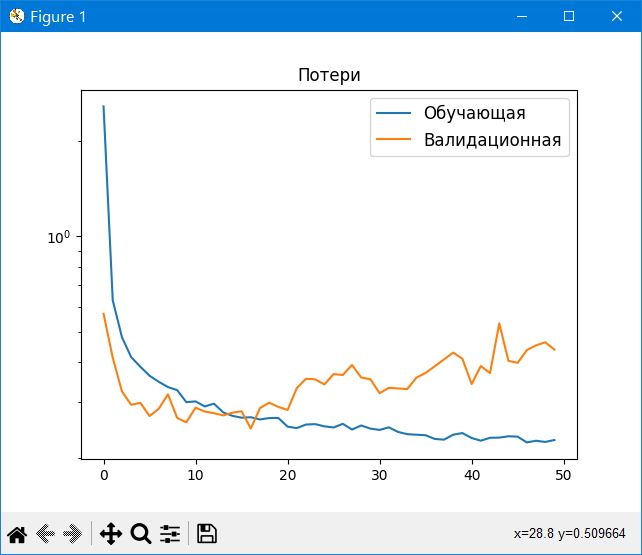 Figure 1
Потери
Обучающая
Валидационная
10⁰
0 10 20 30 40 50
x=28.8 y=0.509664